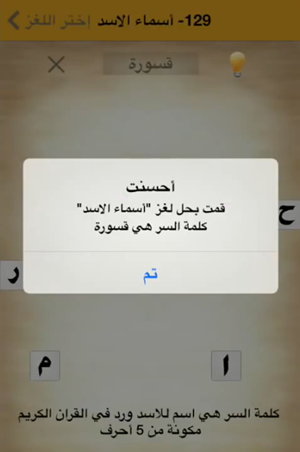 129- أسماء الاسد
إختر اللغز
قسورة
أحسنت
قمت بحل لغز "أسماء الاسد"
كلمة السر هي قسورة
تم
ح
ر
م
ا
كلمة السر هي اسم للاسد ورد في القران الكريم
مكونة من 5 أحرف